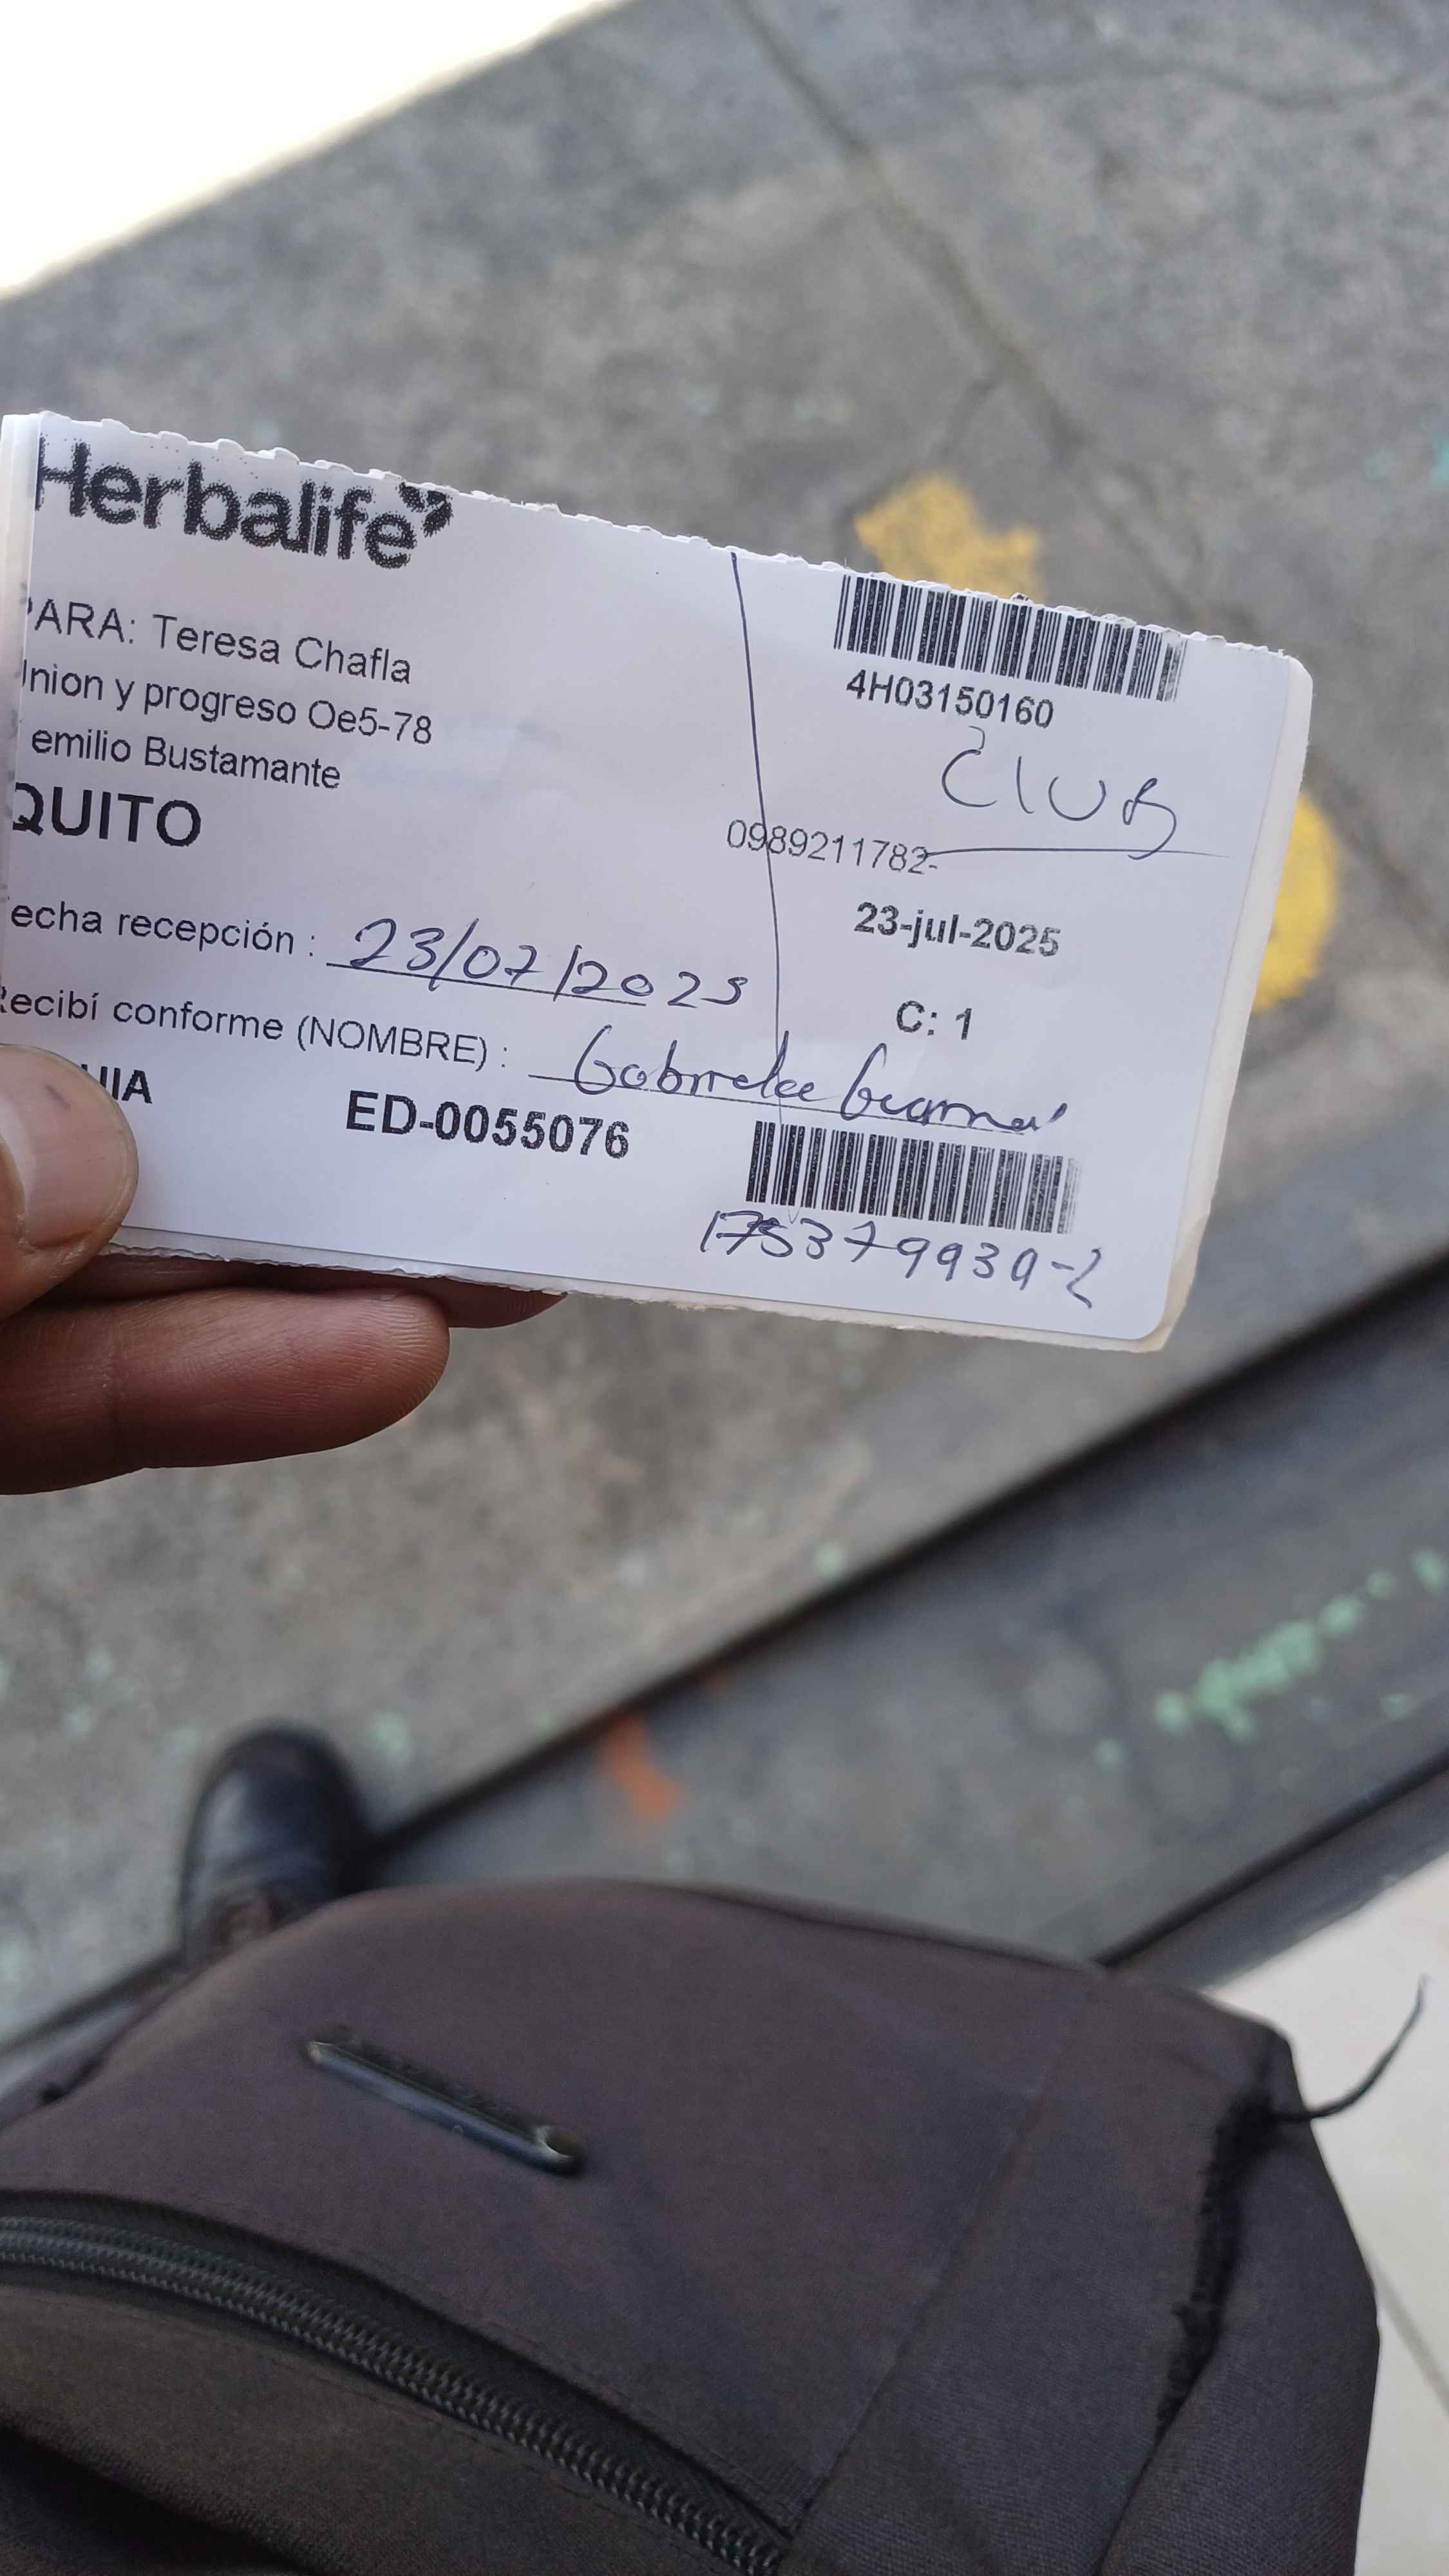 Herbalife
PARA: Teresa Chafla
Union y progreso Oe5-78
emilio Bustamante
QUITO
4H03150160
CLUB
0989211782-
23-jul-2025
echa recepción : 23/07/2025
C: 1
Recibí conforme (NOMBRE) :
UIA
ED-0055076